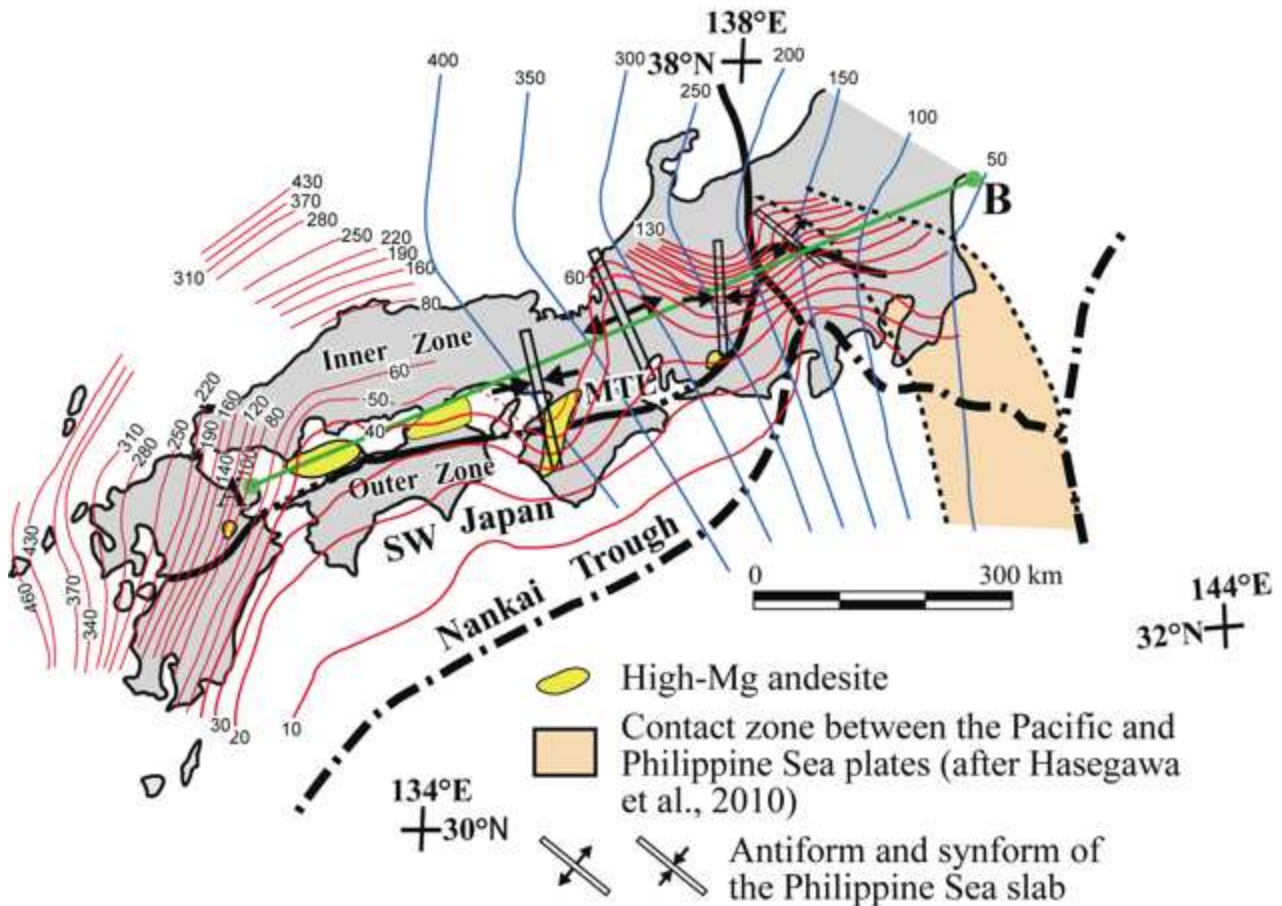 138°E
38°N
400
350
300
250
200
150
100
50
B
430
370
280
250
220
190
160
310
80
130
60
Inner Zone
60
50
40
MTL
220
160
120
80
190
250
280
310
140
100
A
Outer Zone
SW Japan
Nankai Trough
430
460
370
340
30
20
10
0
300 km
144°E
32°N
134°E
30°N
High-Mg andesite
Contact zone between the Pacific and
Philippine Sea plates (after Hasegawa
et al., 2010)
Antiform and synform of
the Philippine Sea slab